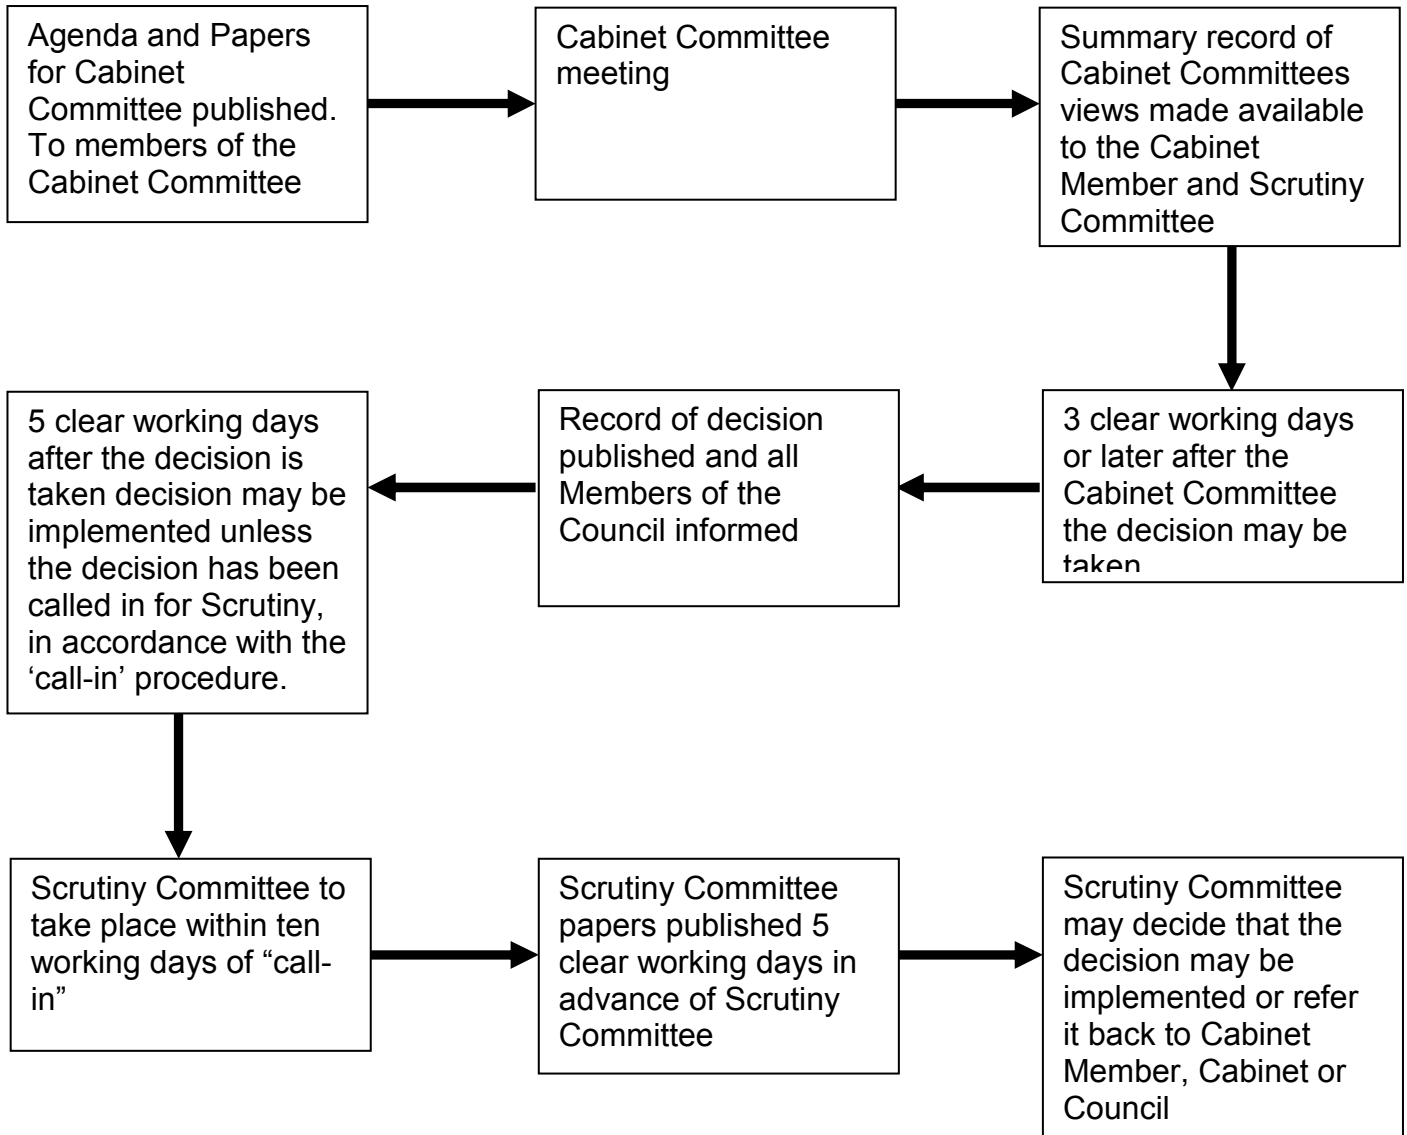 Agenda and Papers
for Cabinet
Committee published.
To members of the
Cabinet Committee
Cabinet Committee
meeting
Summary record of
Cabinet Committees
views made available
to the Cabinet
Member and Scrutiny
Committee
3 clear working days
or later after the
Cabinet Committee
the decision may be
taken
Record of decision
published and all
Members of the
Council informed
5 clear working days
after the decision is
taken decision may be
implemented unless
the decision has been
called in for Scrutiny,
in accordance with the
‘call-in’ procedure.
Scrutiny Committee to
take place within ten
working days of “call-
in”
Scrutiny Committee
papers published 5
clear working days in
advance of Scrutiny
Committee
Scrutiny Committee
may decide that the
decision may be
implemented or refer
it back to Cabinet
Member, Cabinet or
Council